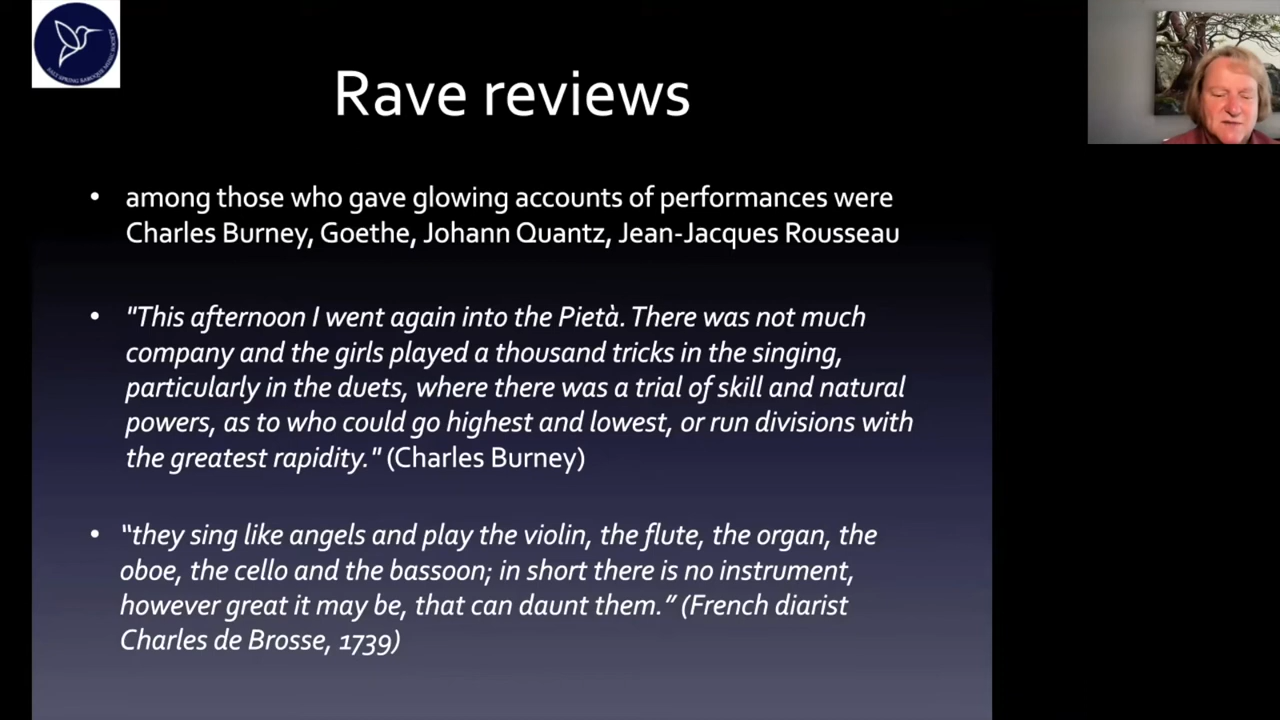 Rave reviews
• among those who gave glowing accounts of performances were
Charles Burney, Goethe, Johann Quantz, Jean-Jacques Rousseau
• "This afternoon I went again into the Pietà. There was not much
company and the girls played a thousand tricks in the singing,
particularly in the duets, where there was a trial of skill and natural
powers, as to who could go highest and lowest, or run divisions with
the greatest rapidity." (Charles Burney)
• “they sing like angels and play the violin, the flute, the organ, the
oboe, the cello and the bassoon; in short there is no instrument,
however great it may be, that can daunt them.” (French diarist
Charles de Brosse, 1739)